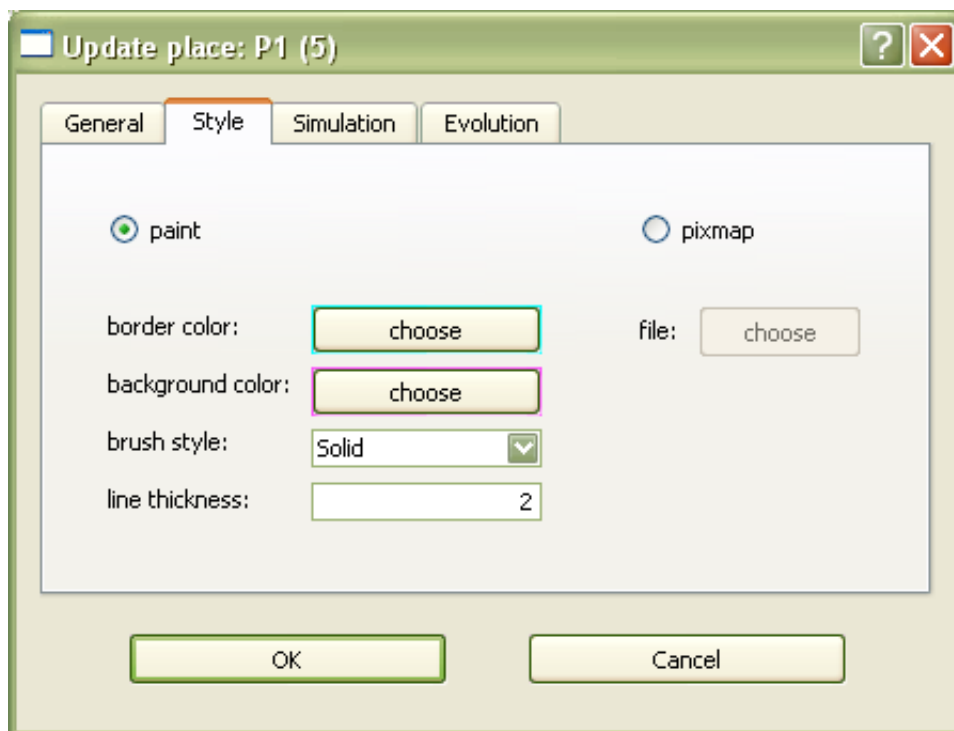 Update place: P1 (5)
General Style Simulation Evolution
paint pixmap
border color: choose file: choose
background color: choose
brush style: Solid
line thickness: 2
OK Cancel